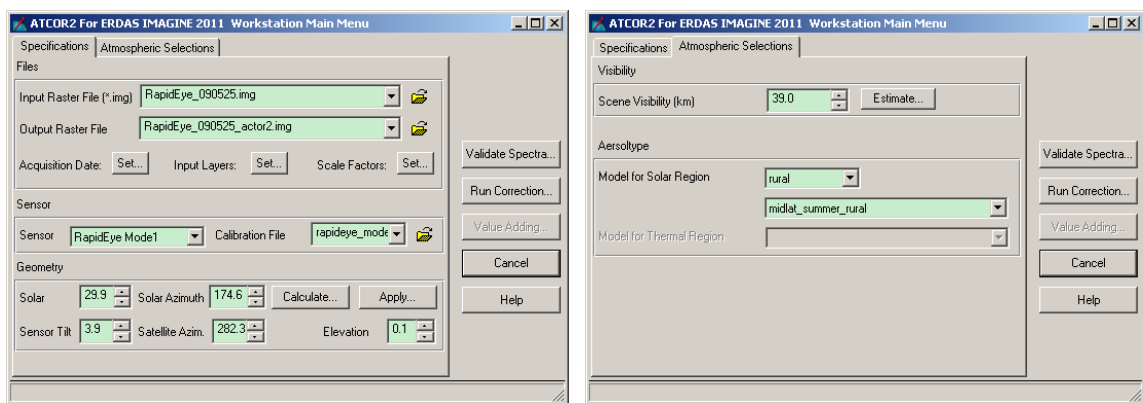 ATCOR2 For ERDAS IMAGINE 2011 Workstation Main Menu
Specifications Atmospheric Selections
Files
Input Raster File (*.img) RapidEye_090525.img
Output Raster File RapidEye_090525_actor2.img
Acquisition Date: Set... Input Layers: Set... Scale Factors: Set...
Sensor
Sensor RapidEye Mode1 Calibration File rapideye_mode
Geometry
Solar 29.9 Solar Azimuth 174.6 Calculate... Apply...
Sensor Tilt 3.9 Satellite Azim. 282.3 Elevation 0.1
Validate Spectra...
Run Correction...
Value Adding...
Cancel
Help
ATCOR2 For ERDAS IMAGINE 2011 Workstation Main Menu
Specifications Atmospheric Selections
Visibility
Scene Visibility (km) 39.0 Estimate...
Aersoltype
Model for Solar Region rural
midlat_summer_rural
Model for Thermal Region
Validate Spectra...
Run Correction...
Value Adding...
Cancel
Help